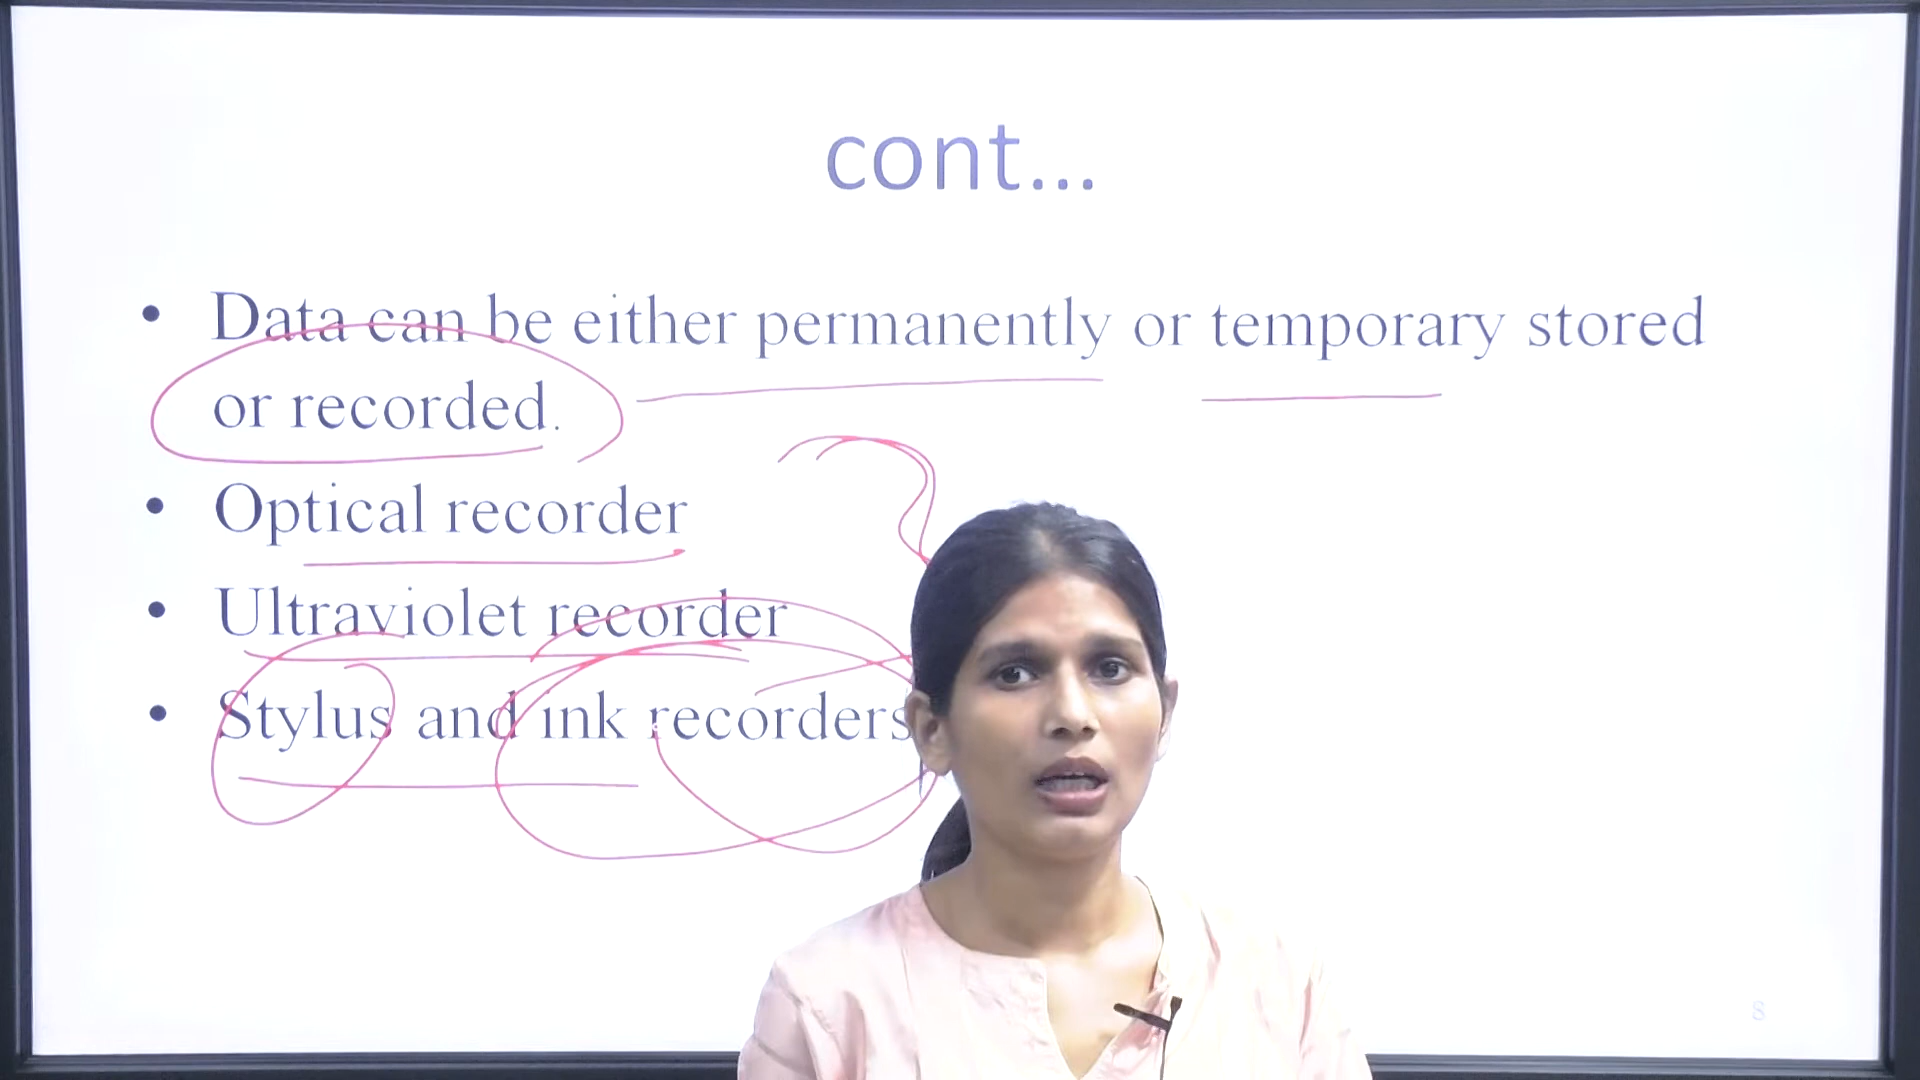 cont...
• Data can be either permanently or temporary stored
or recorded.
• Optical recorder
• Ultraviolet recorder
• Stylus and ink recorders
8